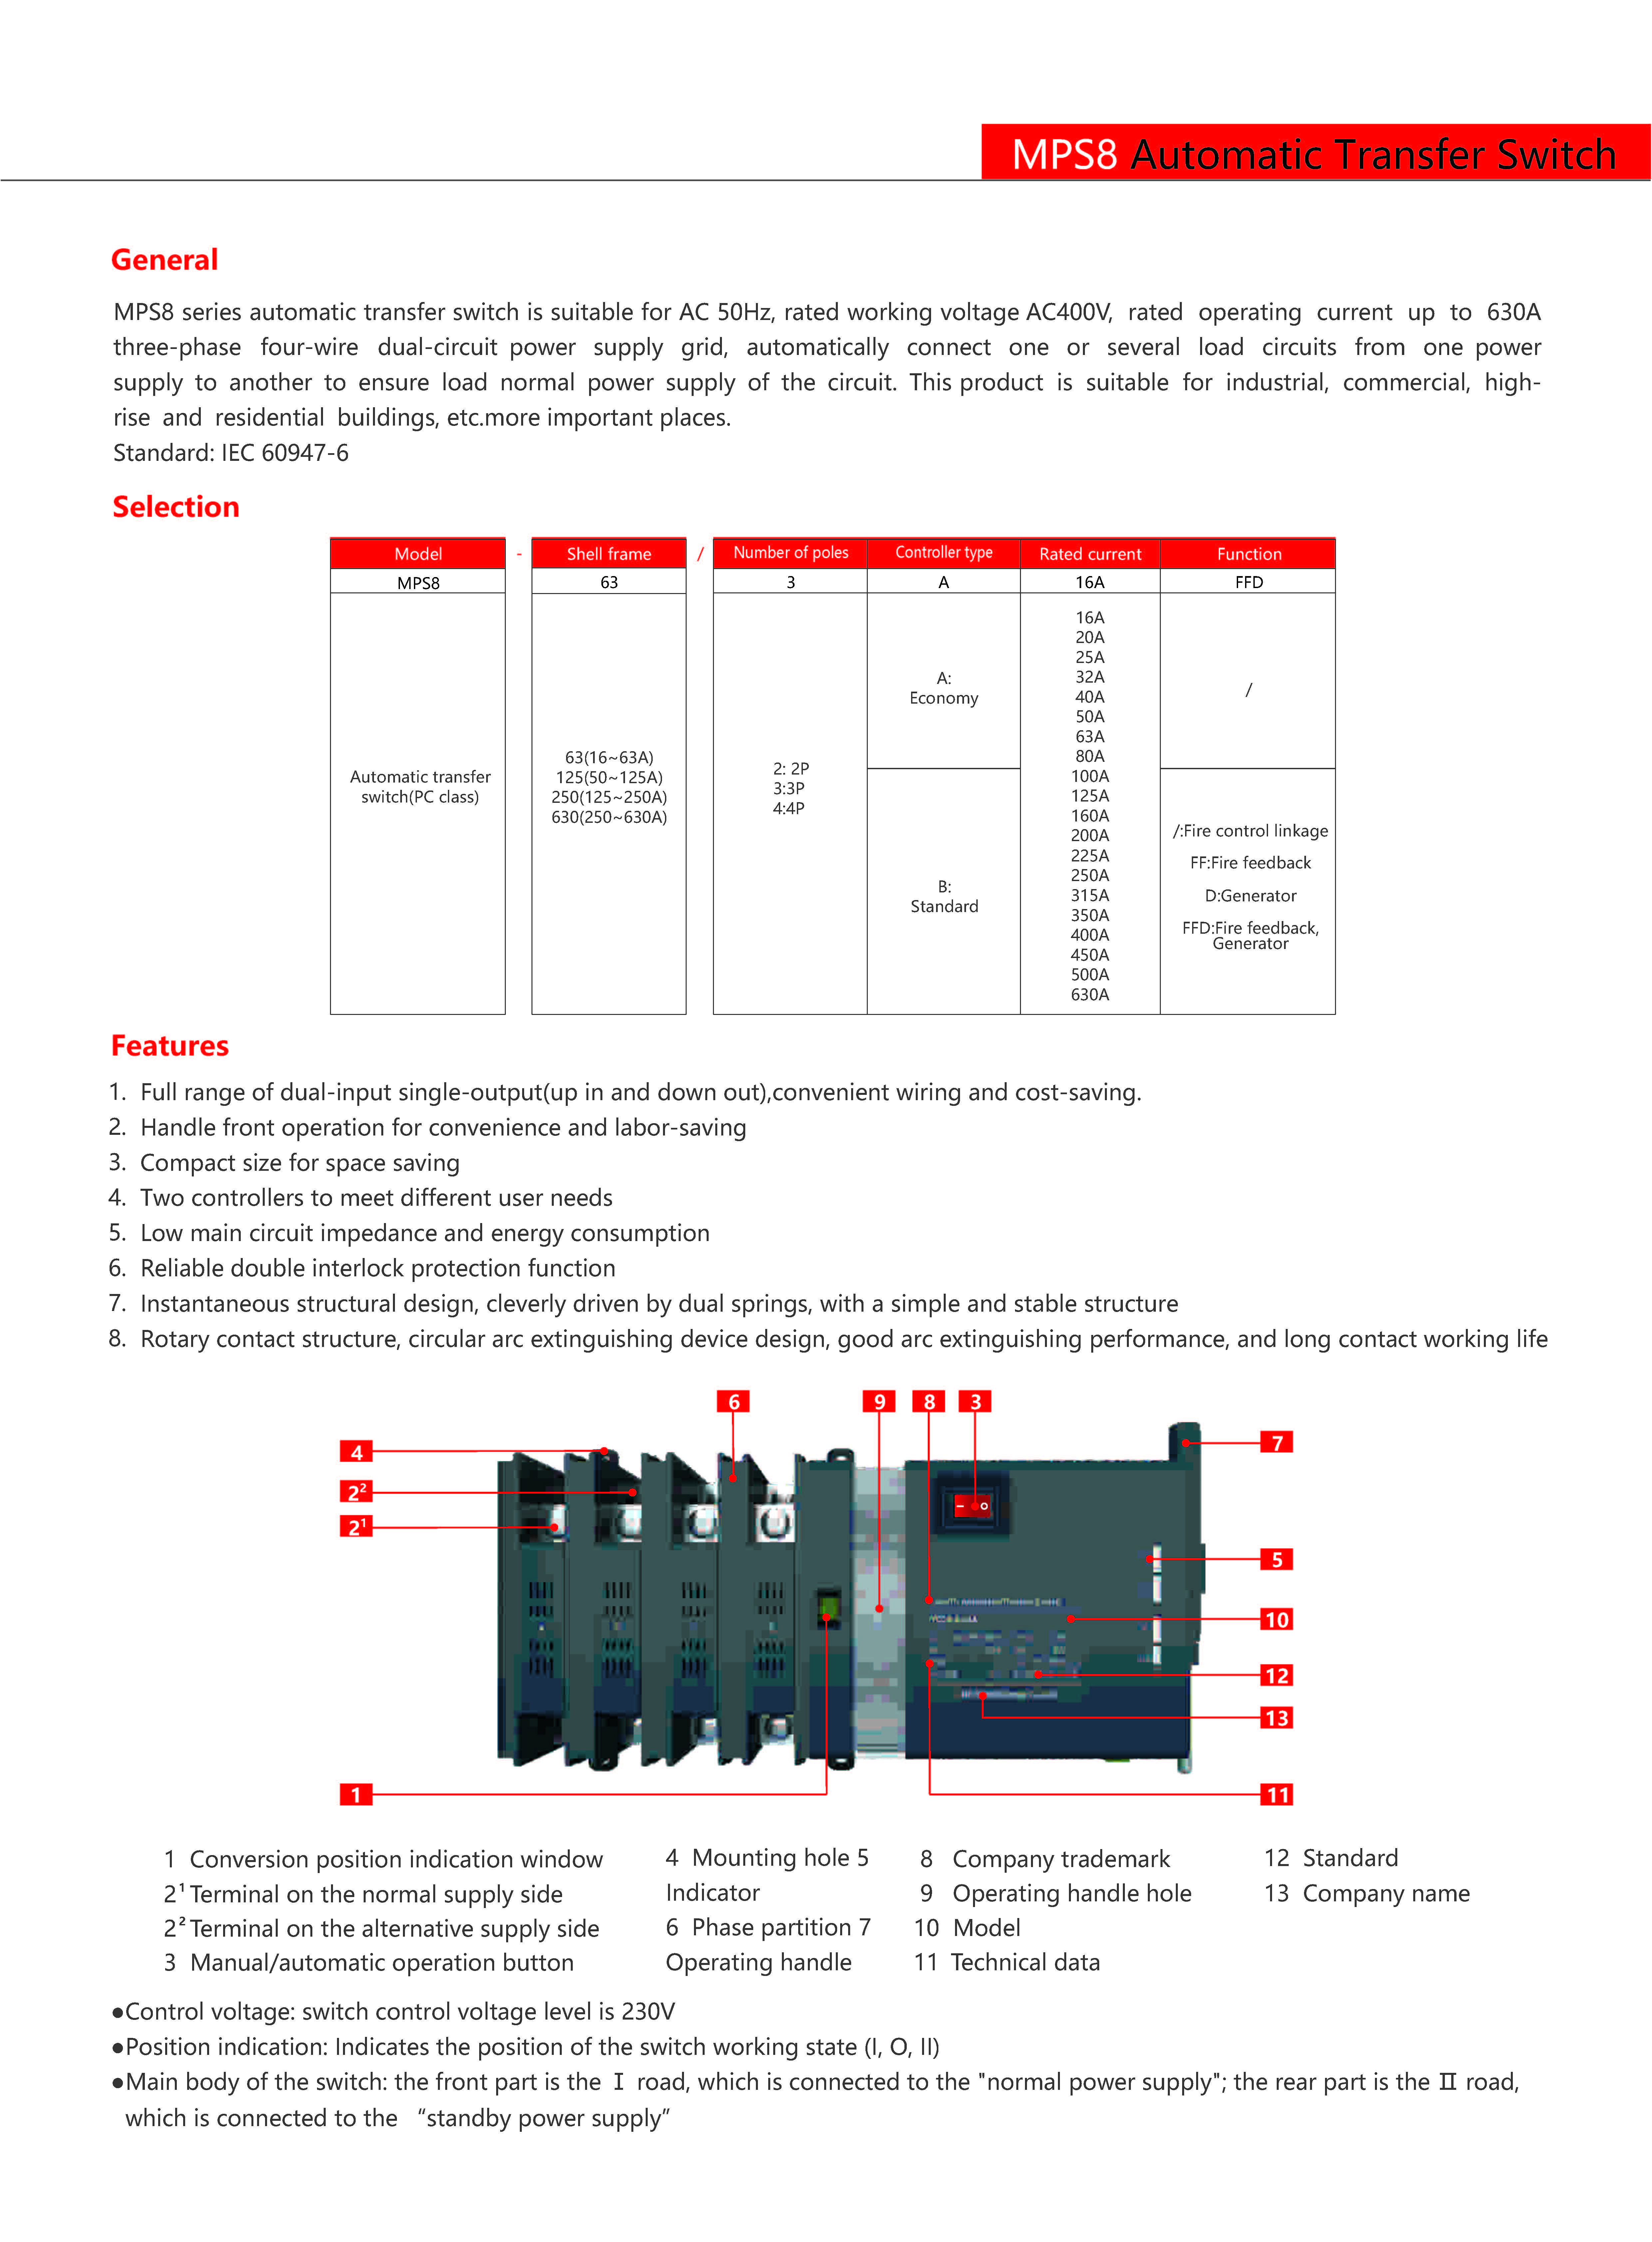 MPS8 Automatic Transfer Switch
General
MPS8 series automatic transfer switch is suitable for AC 50Hz, rated working voltage AC400V, rated operating current up to 630A
three-phase four-wire dual-circuit power supply grid, automatically connect one or several load circuits from one power
supply to another to ensure load normal power supply of the circuit. This product is suitable for industrial, commercial, high-
rise and residential buildings, etc.more important places.
Standard: IEC 60947-6
Selection
Model - Shell frame / Number of poles Controller type Rated current Function
MPS8 63 3 A 16A FFD
Automatic transfer
switch(PC class)
63(16~63A)
125(50~125A)
250(125~250A)
630(250~630A)
2: 2P
3:3P
4:4P
A:
Economy
B:
Standard
16A
20A
25A
32A
40A
50A
63A
80A
100A
125A
160A
200A
225A
250A
315A
350A
400A
450A
500A
630A
/
/:Fire control linkage
FF:Fire feedback
D:Generator
FFD:Fire feedback,
Generator
Features
1. Full range of dual-input single-output(up in and down out),convenient wiring and cost-saving.
2. Handle front operation for convenience and labor-saving
3. Compact size for space saving
4. Two controllers to meet different user needs
5. Low main circuit impedance and energy consumption
6. Reliable double interlock protection function
7. Instantaneous structural design, cleverly driven by dual springs, with a simple and stable structure
8. Rotary contact structure, circular arc extinguishing device design, good arc extinguishing performance, and long contact working life
6 9 8 3
4
2²
2¹
7
5
10
12
13
1
11
1 Conversion position indication window
2¹ Terminal on the normal supply side
2² Terminal on the alternative supply side
3 Manual/automatic operation button
4 Mounting hole 5
Indicator
6 Phase partition 7
Operating handle
8 Company trademark
9 Operating handle hole
10 Model
11 Technical data
12 Standard
13 Company name
●Control voltage: switch control voltage level is 230V
●Position indication: Indicates the position of the switch working state (I, O, II)
●Main body of the switch: the front part is the Ⅰ road, which is connected to the "normal power supply"; the rear part is the Ⅱ road,
which is connected to the “standby power supply”